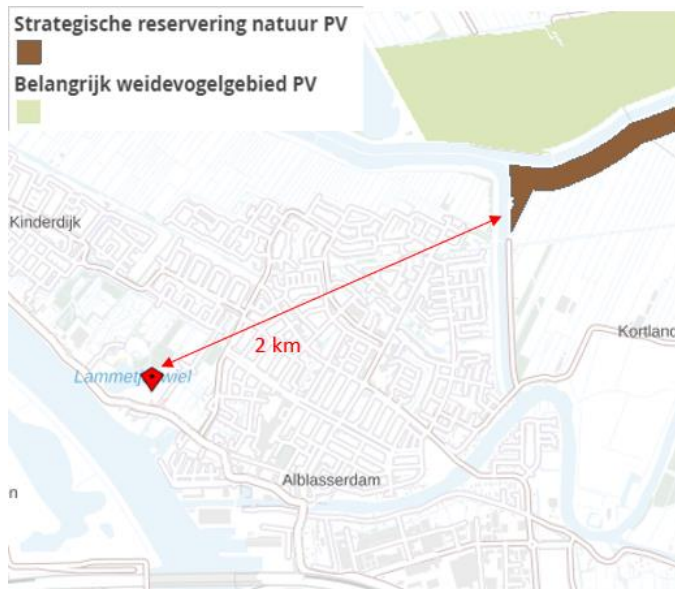 Strategische reservering natuur PV
Belangrijk weidevogelgebied PV
Kinderdijk
2 km
Kortland
Alblasserdam
n